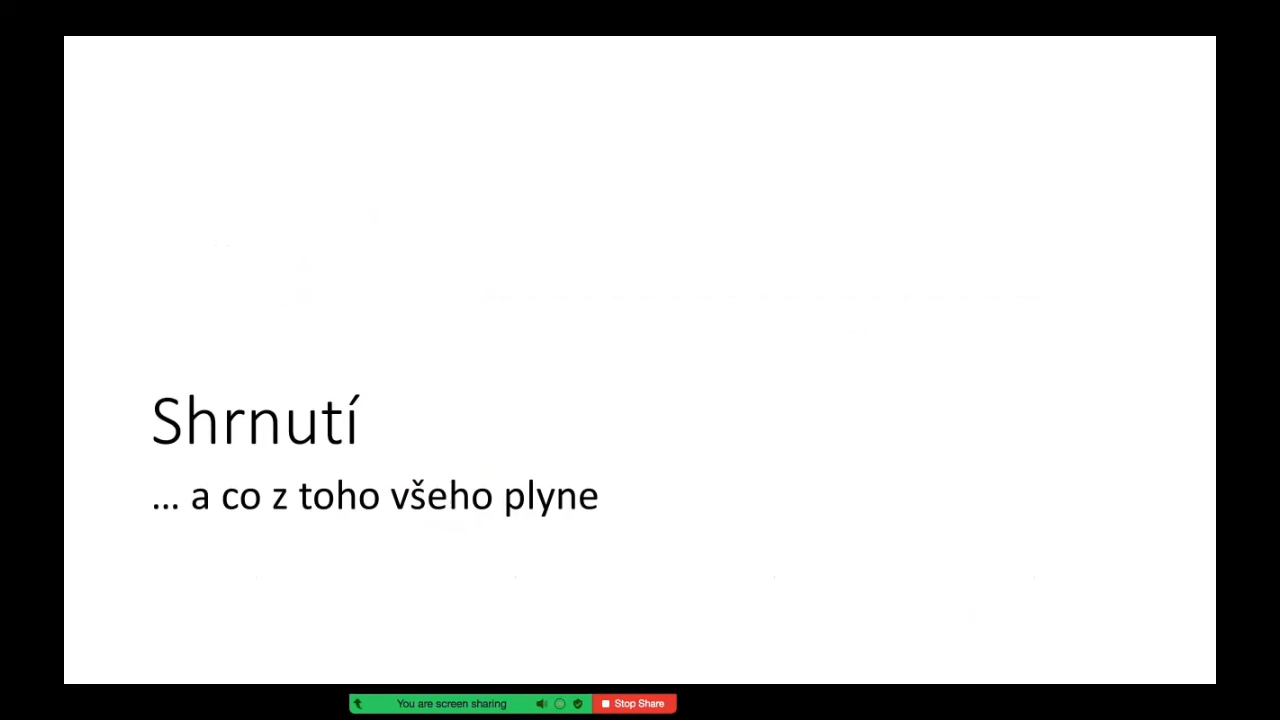 Shrnutí
... a co z toho všeho plyne
You are screen sharing
Stop Share